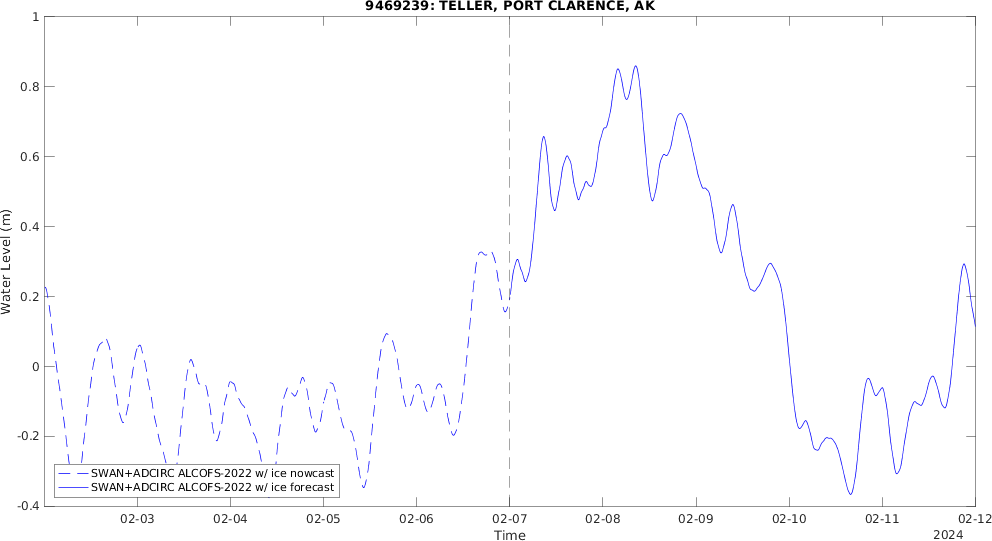 9469239: TELLER, PORT CLARENCE, AK
Water Level (m)
1
0.8
0.6
0.4
0.2
0
-0.2
-0.4
SWAN+ADCIRC ALCOFS-2022 w/ ice nowcast
SWAN+ADCIRC ALCOFS-2022 w/ ice forecast
02-03 02-04 02-05 02-06 02-07 02-08 02-09 02-10 02-11 02-12
Time 2024